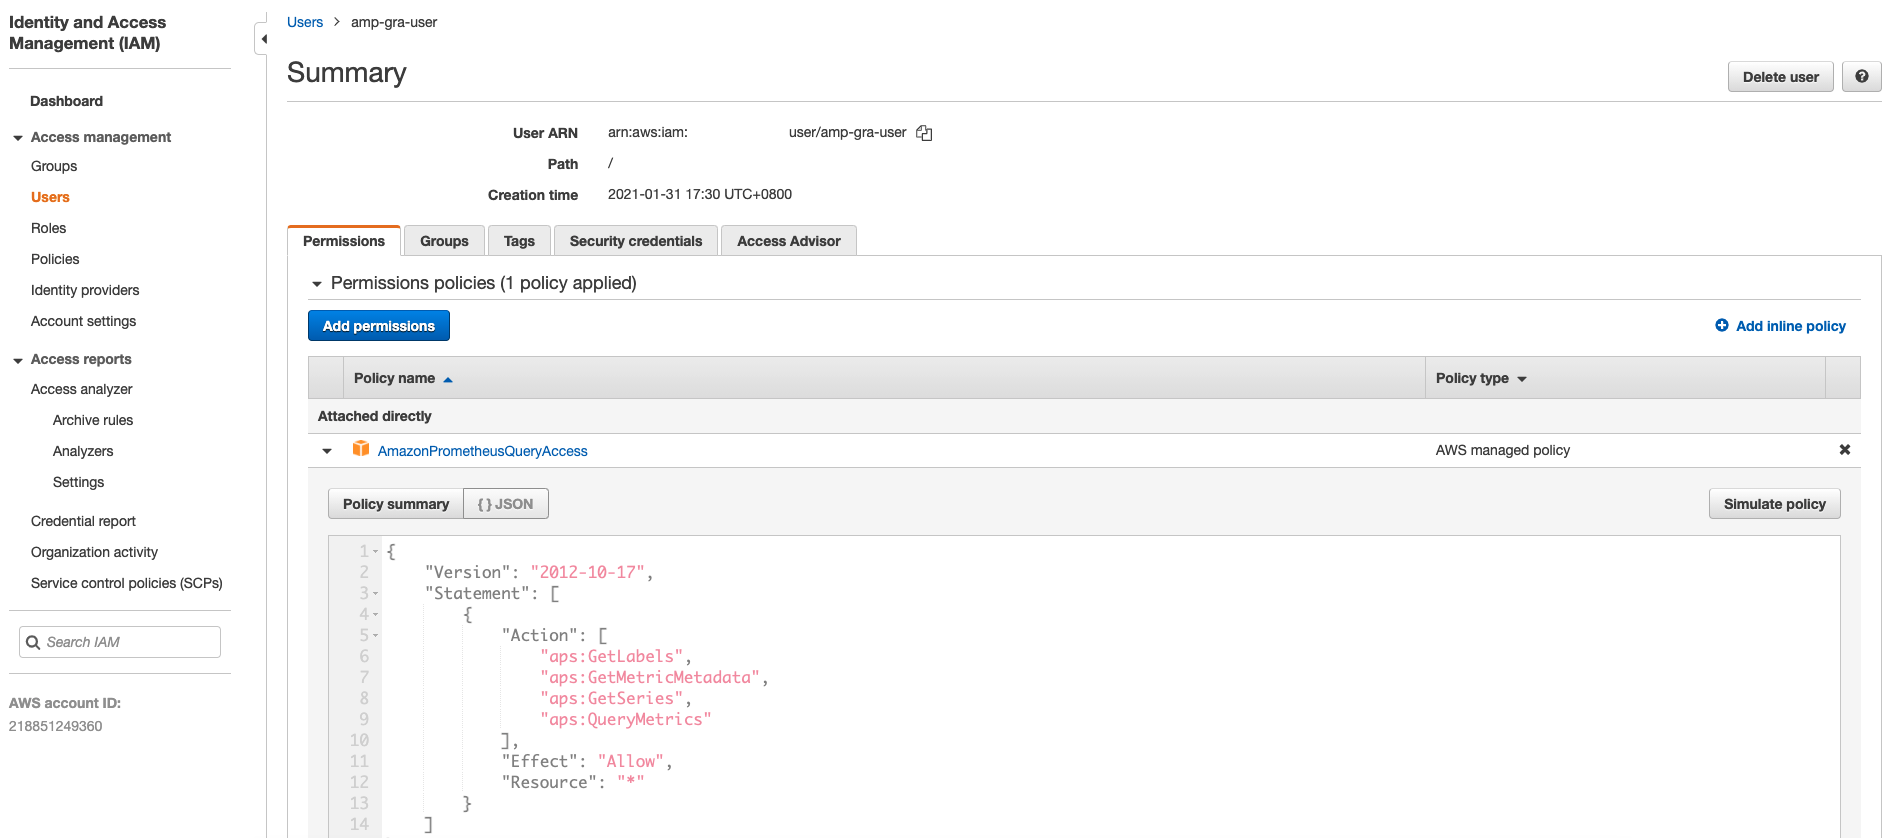 Identity and Access
Management (IAM)
Dashboard
Access management
Groups
Users
Roles
Policies
Identity providers
Account settings
Access reports
Access analyzer
Archive rules
Analyzers
Settings
Credential report
Organization activity
Service control policies (SCPs)
Search IAM
AWS account ID:
218851249360
Users > amp-gra-user
Summary
Delete user
User ARN arn:aws:iam: user/amp-gra-user
Path /
Creation time 2021-01-31 17:30 UTC+0800
Permissions Groups Tags Security credentials Access Advisor
Permissions policies (1 policy applied)
Add permissions Add inline policy
Policy name Policy type
Attached directly
AmazonPrometheusQueryAccess AWS managed policy
Policy summary {} JSON Simulate policy
1 {
2 "Version": "2012-10-17",
3 "Statement": [
4 {
5 "Action": [
6 "aps:GetLabels",
7 "aps:GetMetricMetadata",
8 "aps:GetSeries",
9 "aps:QueryMetrics"
10 ],
11 "Effect": "Allow",
12 "Resource": "*"
13 }
14 ]